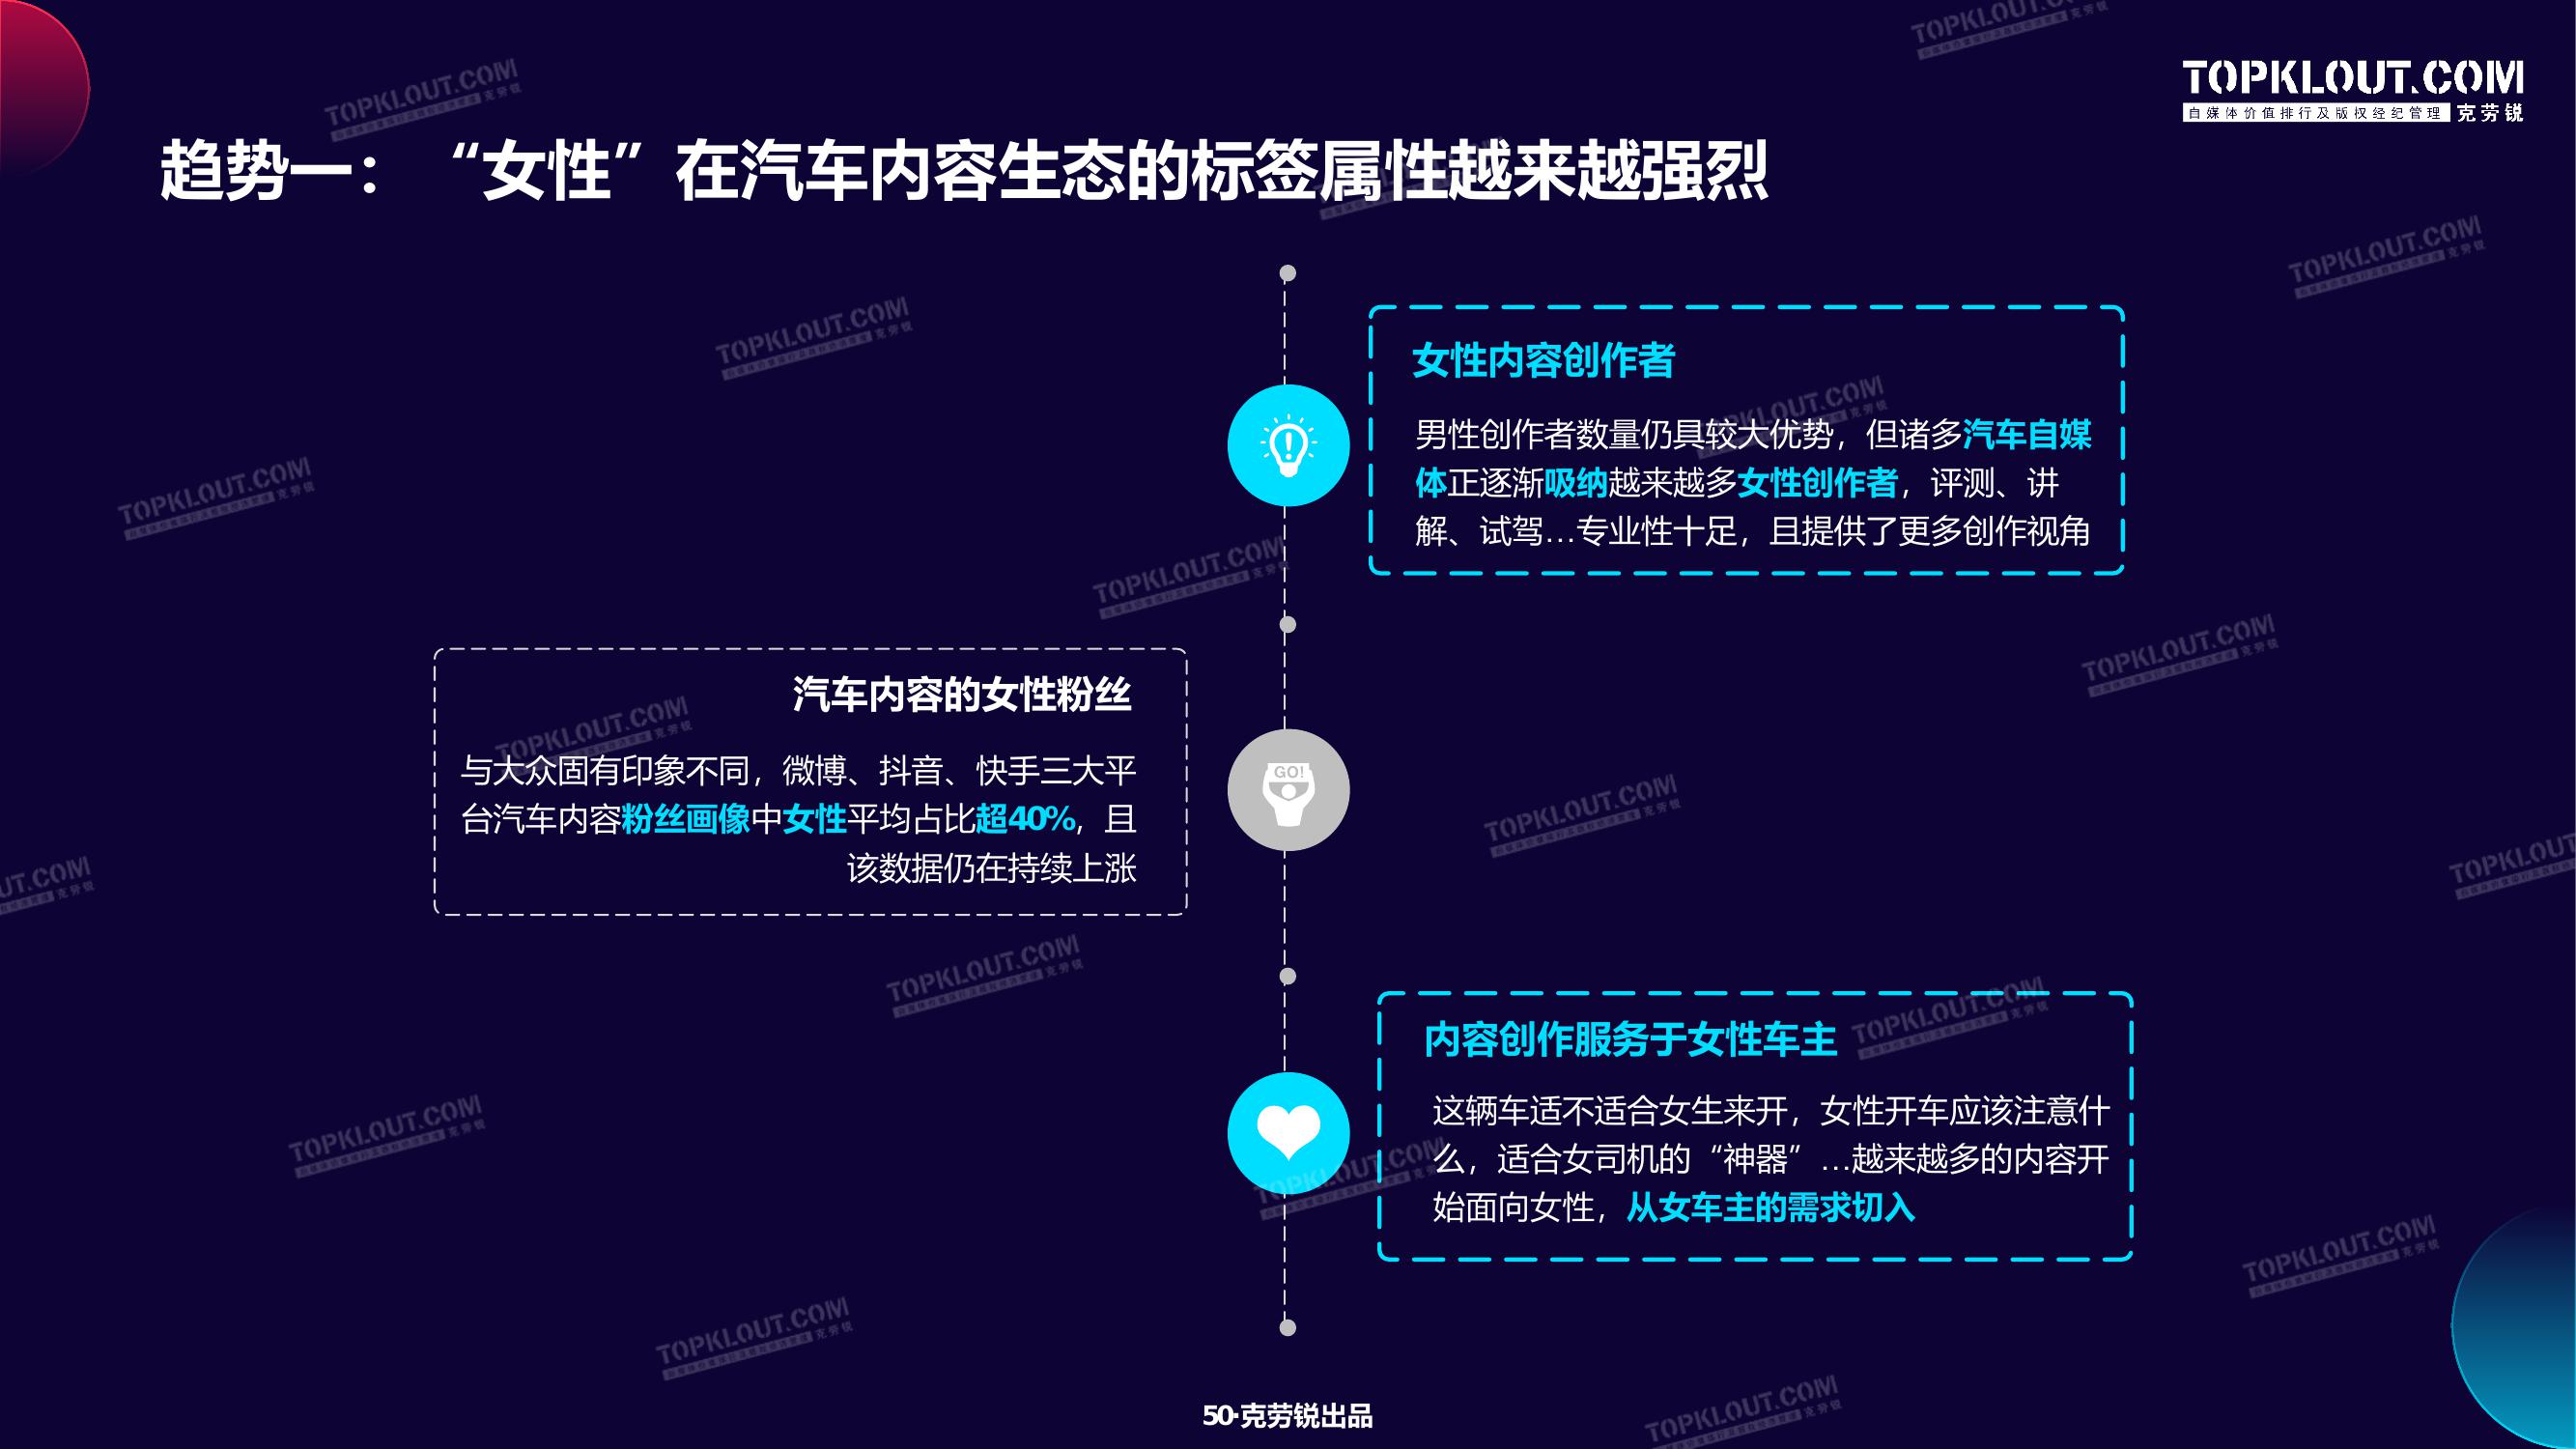 TOPKLOUT.COM
自媒体价值排行及版权经纪管理 克劳锐
趋势一：“女性”在汽车内容生态的标签属性越来越强烈
女性内容创作者
男性创作者数量仍具较大优势，但诸多汽车自媒
体正逐渐吸纳越来越多女性创作者，评测、讲
解、试驾…专业性十足，且提供了更多创作视角
汽车内容的女性粉丝
与大众固有印象不同，微博、抖音、快手三大平
台汽车内容粉丝画像中女性平均占比超40%，且
该数据仍在持续上涨
GO!
内容创作服务于女性车主
这辆车适不适合女生来开，女性开车应该注意什
么，适合女司机的“神器”…越来越多的内容开
始面向女性，从女车主的需求切入
50·克劳锐出品